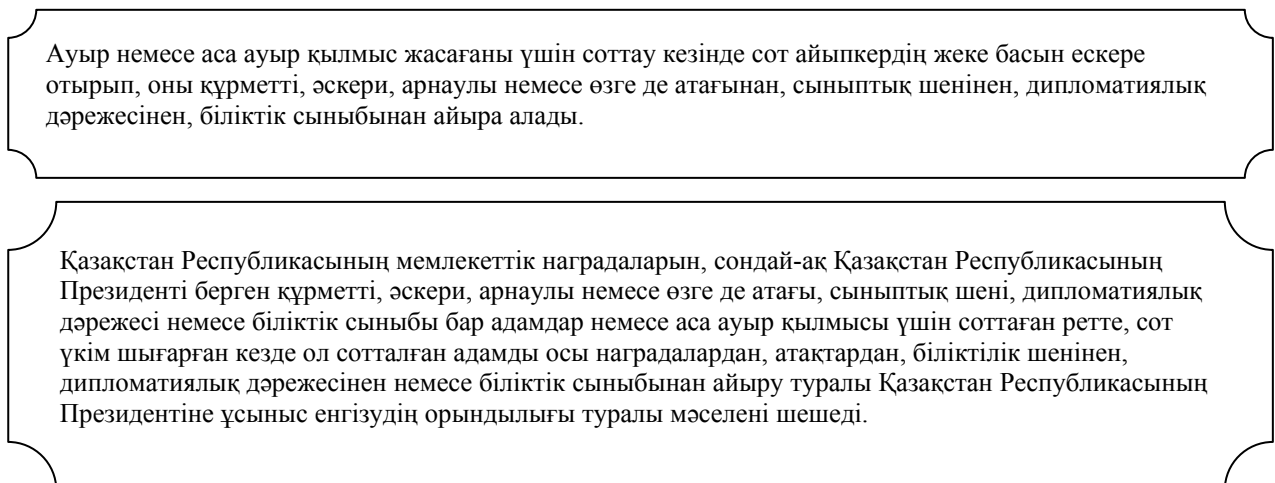 Ауыр немесе аса ауыр қылмыс жасағаны үшін соттау кезінде сот айыпкердің жеке басын ескере
отырып, оны құрметті, әскери, арнаулы немесе өзге де атағынан, сыныптық шенінен, дипломатиялық
дәрежесінен, біліктік сыныбынан айыра алады.
Қазақстан Республикасының мемлекеттік наградаларын, сондай-ақ Қазақстан Республикасының
Президенті берген құрметті, әскери, арнаулы немесе өзге де атағы, сыныптық шені, дипломатиялық
дәрежесі немесе біліктік сыныбы бар адамдар немесе аса ауыр қылмысы үшін соттаған ретте, сот
үкім шығарған кезде ол сотталған адамды осы наградалардан, атақтардан, біліктілік шенінен,
дипломатиялық дәрежесінен немесе біліктік сыныбынан айыру туралы Қазақстан Республикасының
Президентіне ұсыныс енгізудің орындылығы туралы мәселені шешеді.